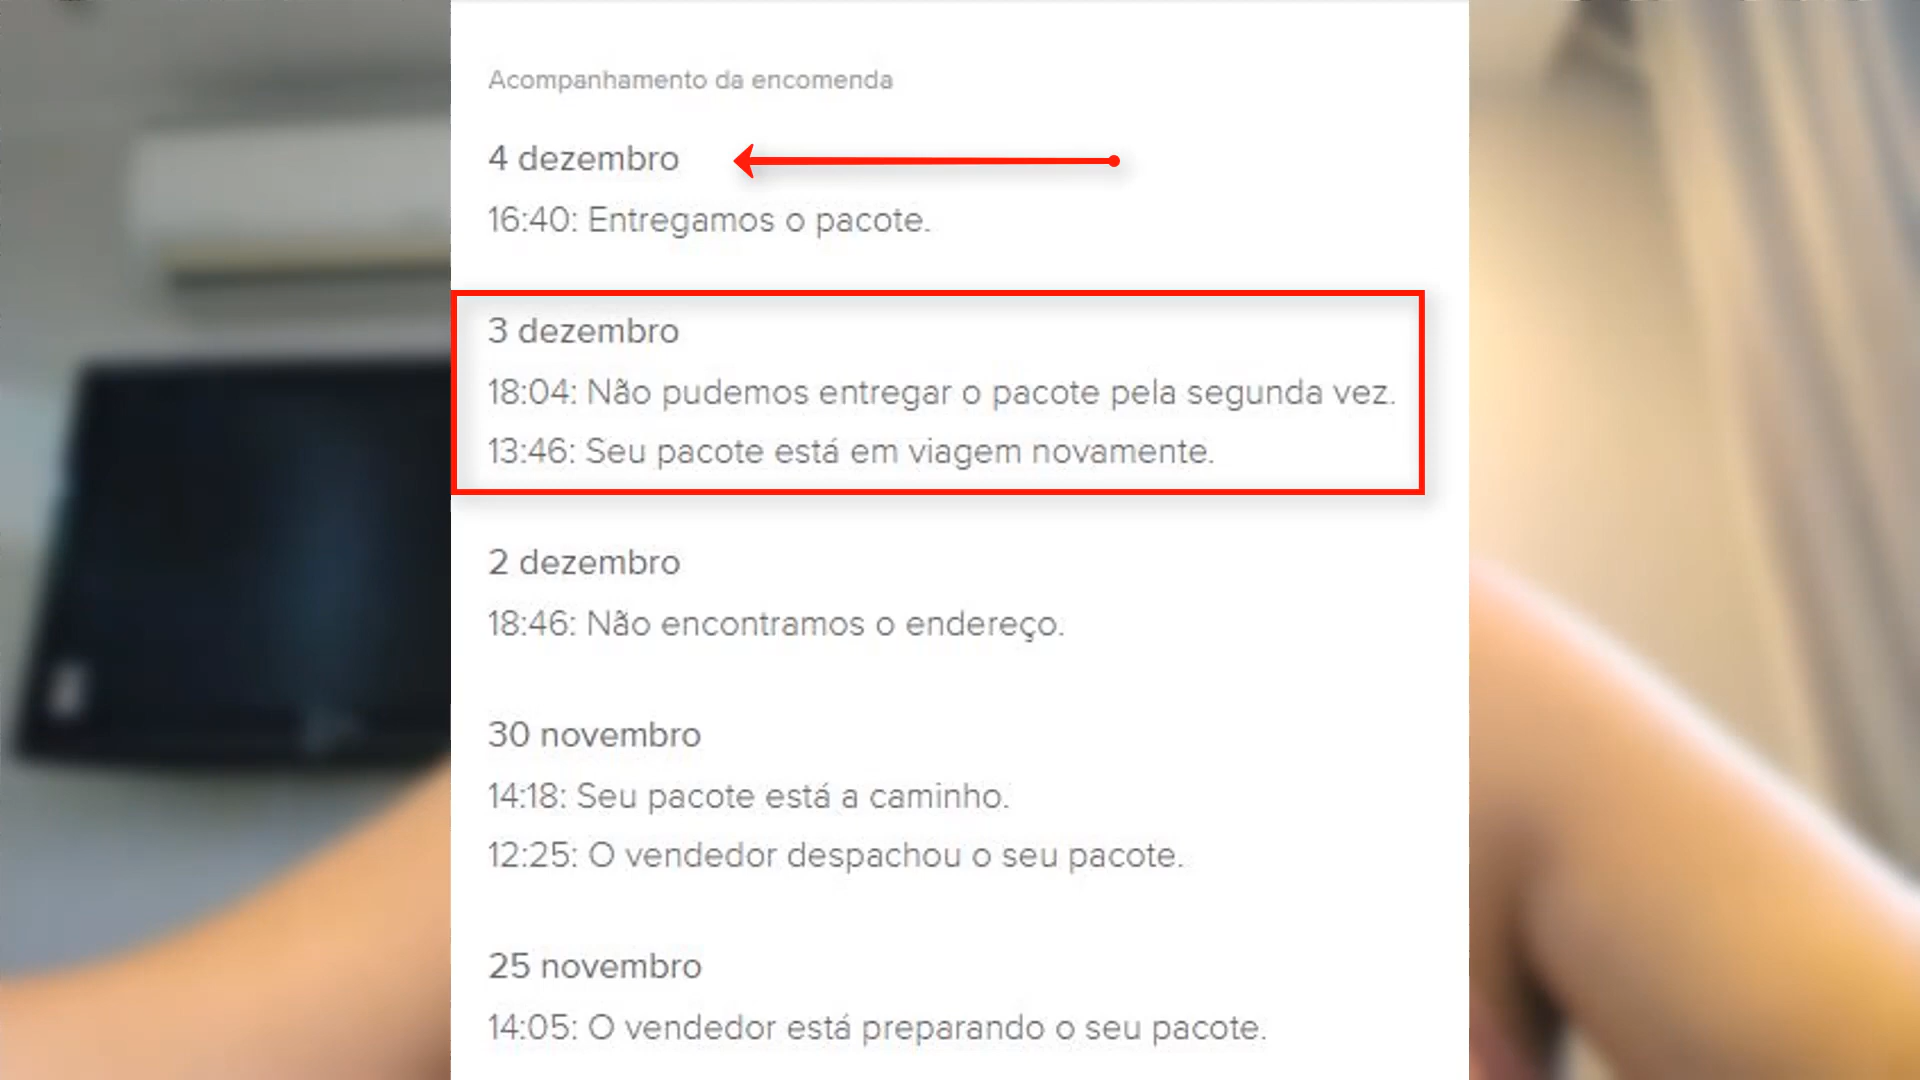 Acompanhamento da encomenda
4 dezembro
16:40: Entregamos o pacote.
3 dezembro
18:04: Não pudemos entregar o pacote pela segunda vez.
13:46: Seu pacote está em viagem novamente.
2 dezembro
18:46: Não encontramos o endereço.
30 novembro
14:18: Seu pacote está a caminho.
12:25: O vendedor despachou o seu pacote.
25 novembro
14:05: O vendedor está preparando o seu pacote.